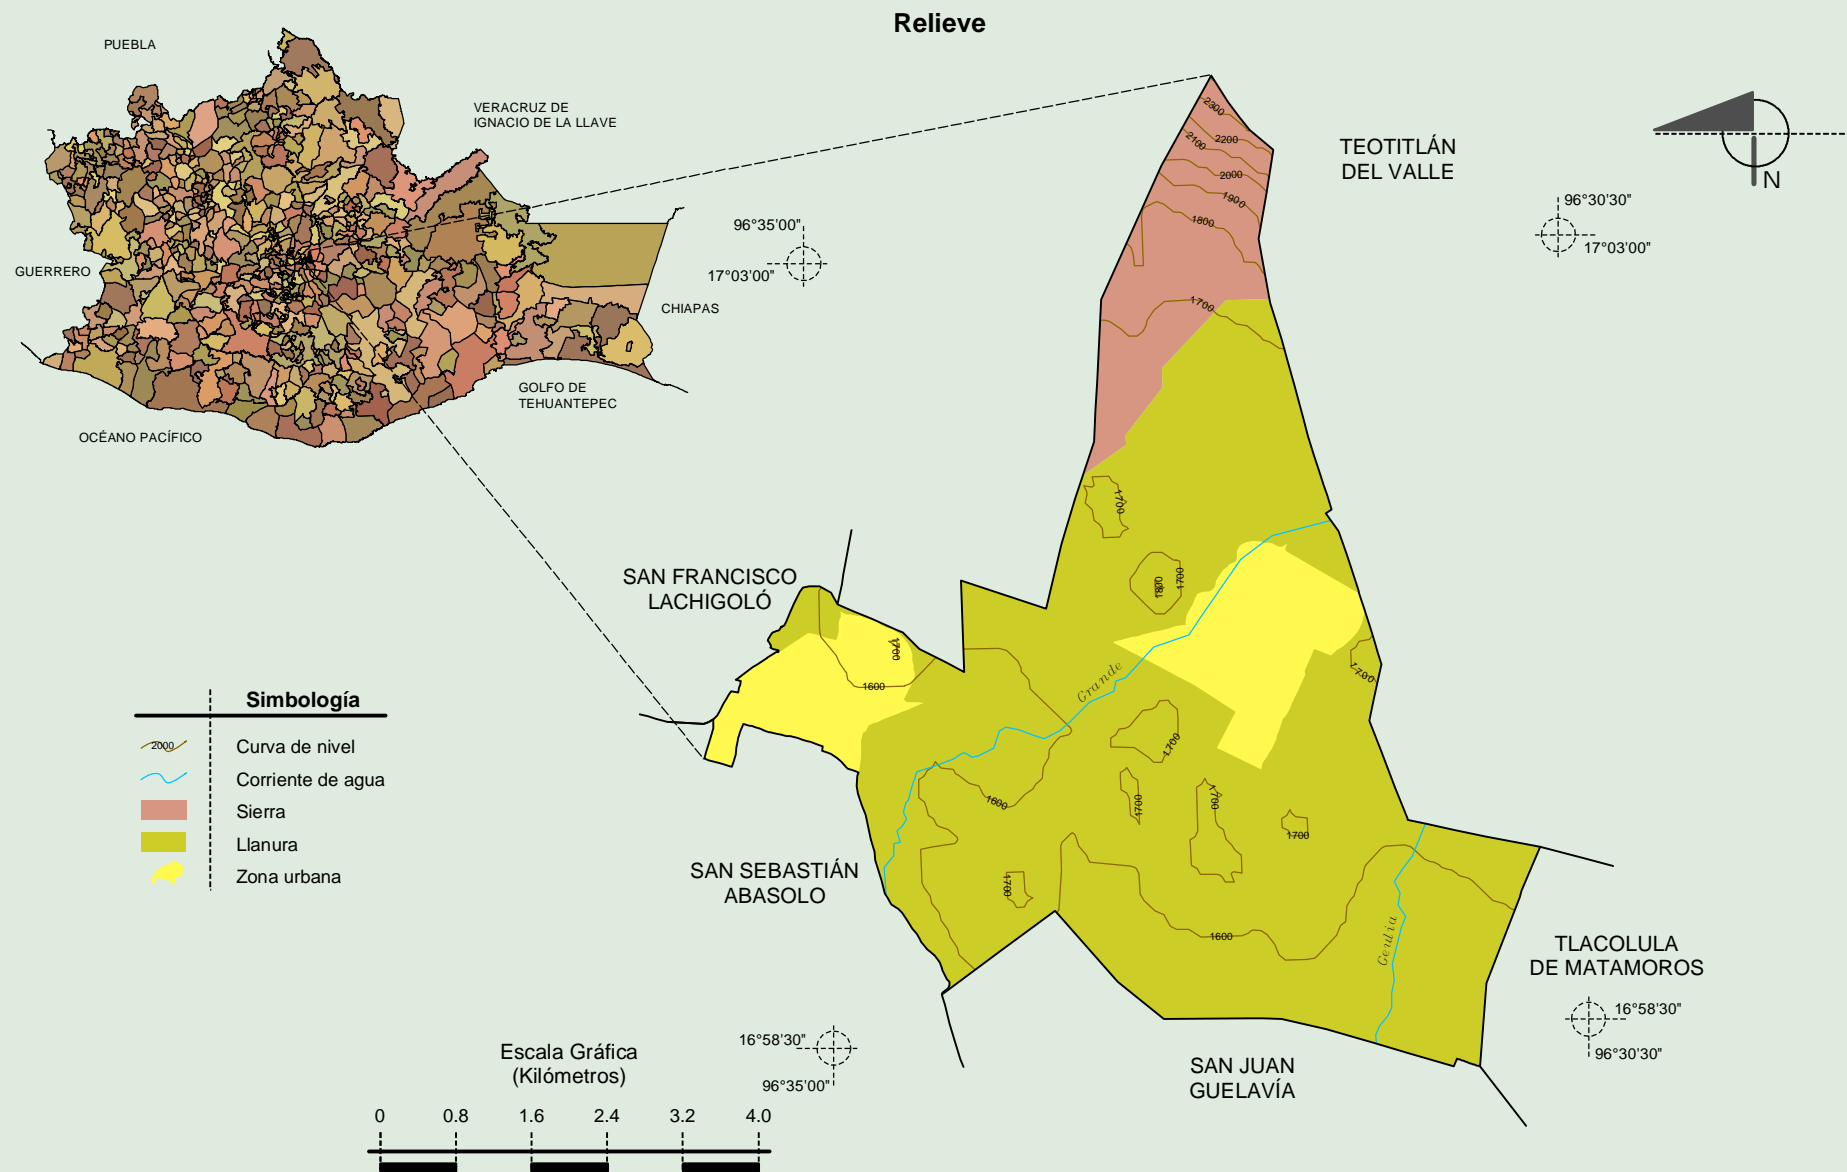 Relieve
PUEBLA
VERACRUZ DE
IGNACIO DE LA LLAVE
GUERRERO
CHIAPAS
GOLFO DE
TEHUANTEPEC
OCÉANO PACÍFICO
96°35'00"
17°03'00"
TEOTITLÁN
DEL VALLE
N
96°30'30"
17°03'00"
2300
2200
2100
2000
1900
1800
1700
1700
1800
1700
SAN FRANCISCO
LACHIGOLÓ
1700
1600
Grande
1700
1700
1600
1700
1700
1700
1700
1600
Geulia
Simbología
2000
Curva de nivel
Corriente de agua
Sierra
Llanura
Zona urbana
SAN SEBASTIÁN
ABASOLO
TLACOLULA
DE MATAMOROS
16°58'30"
96°30'30"
16°58'30"
96°35'00"
SAN JUAN
GUELAVÍA
Escala Gráfica
(Kilómetros)
0 0.8 1.6 2.4 3.2 4.0